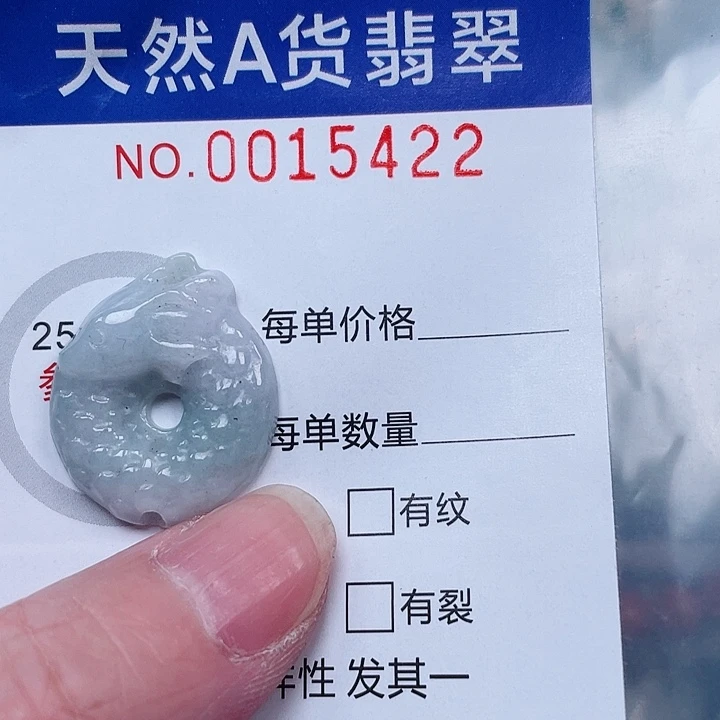 天然A货翡翠
NO.0015422
25
每单价格
每单数量
有纹
有裂
性 发其一